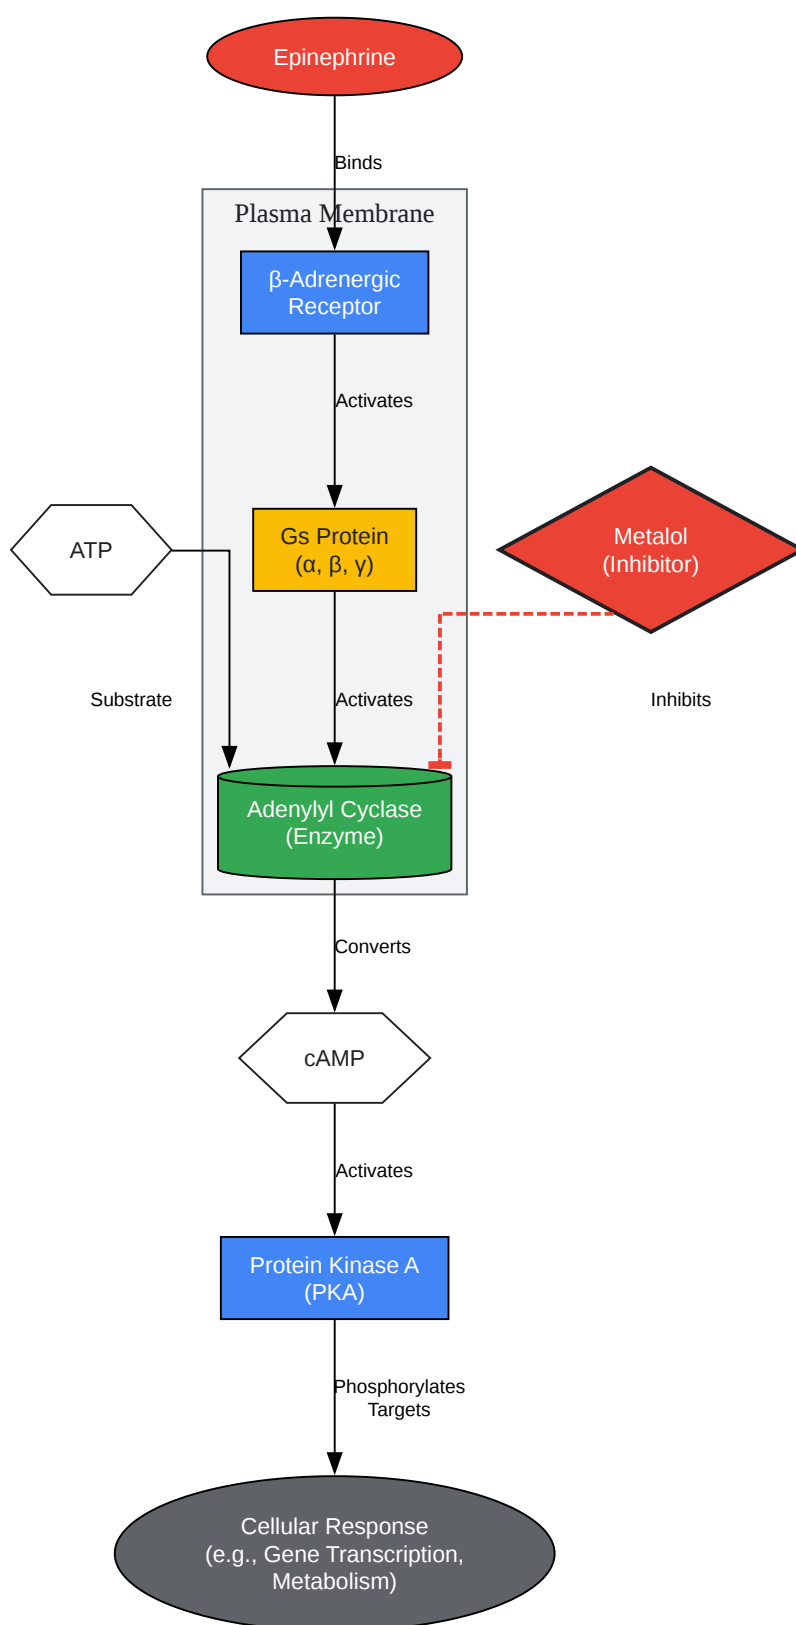 Epinephrine
Binds
Plasma Membrane
β-Adrenergic
Receptor
Activates
ATP
Gs Protein
(α, β, γ)
Metalol
(Inhibitor)
Substrate
Activates
Inhibits
Adenylyl Cyclase
(Enzyme)
Converts
cAMP
Activates
Protein Kinase A
(PKA)
Phosphorylates
Targets
Cellular Response
(e.g., Gene Transcription,
Metabolism)